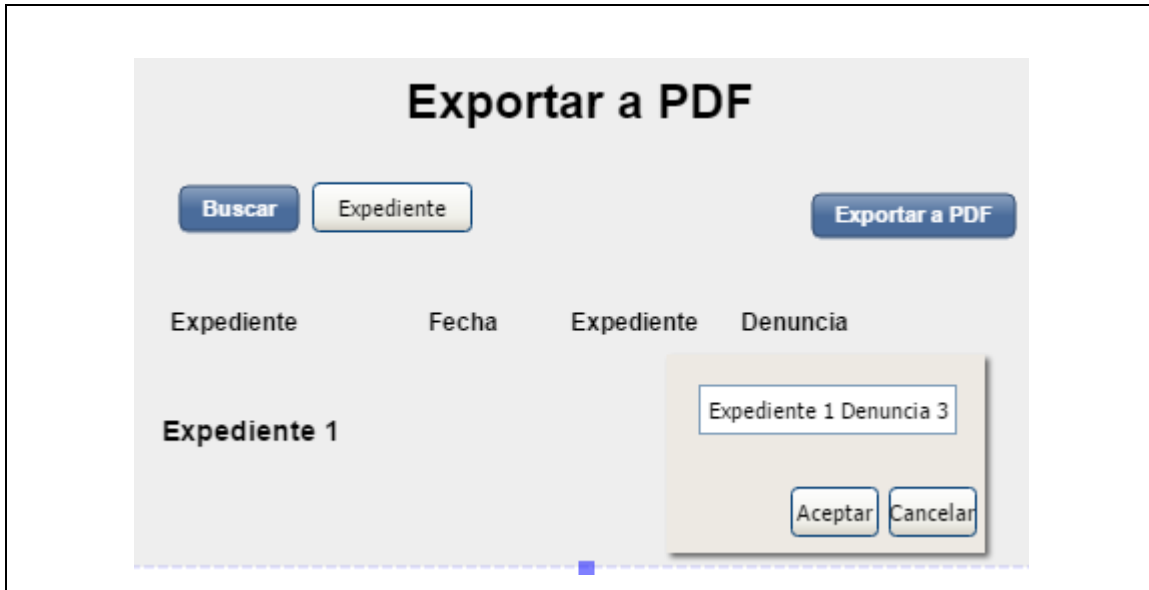 Exportar a PDF
Buscar Expediente Exportar a PDF
Expediente Fecha Expediente Denuncia
Expediente 1 Denuncia 3
Expediente 1
Aceptar Cancelar